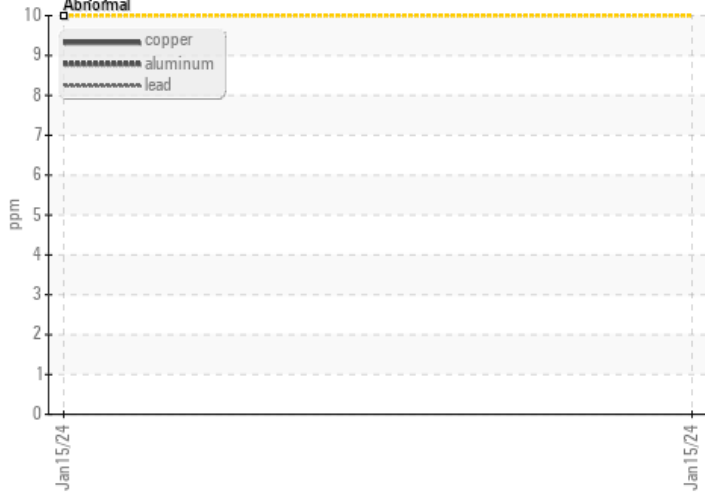 Abnormal
10
copper
9
aluminum
lead
8
7
6
ppm
5
4
3
2
1
0
Jan15/24
Jan15/24